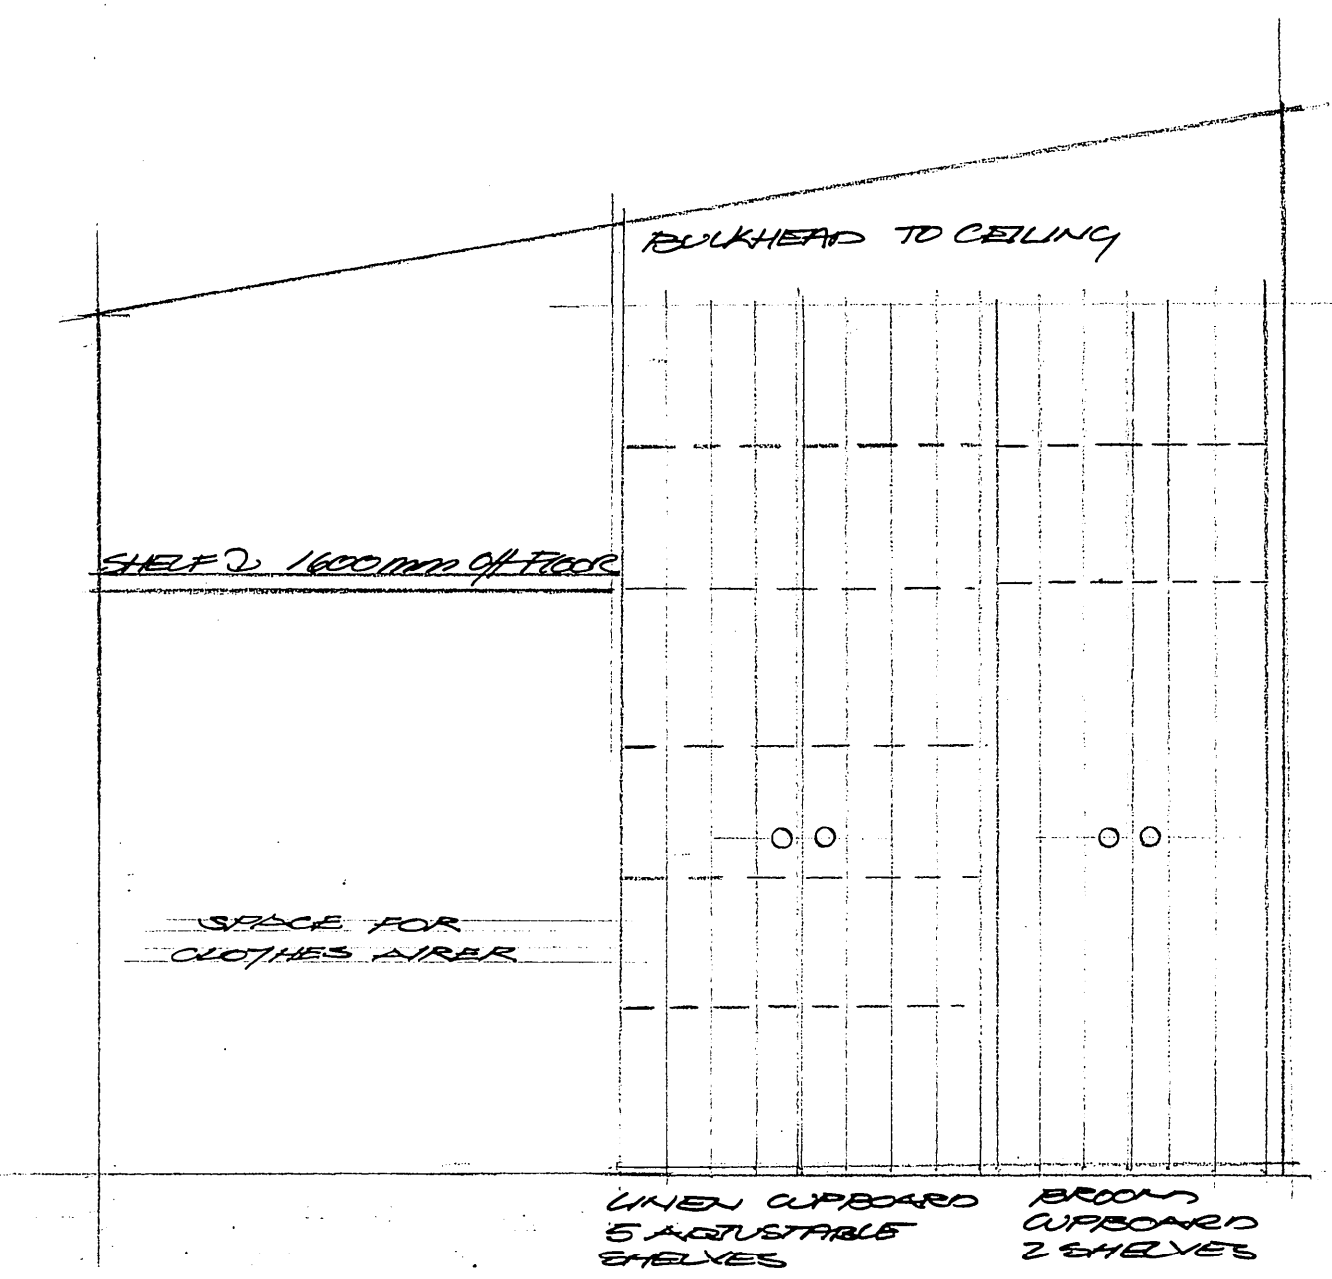 BULKHEAD TO CEILING
SHELF @ 1600mm Off FLOOR
SPACE FOR
CLOTHES AIRER
LINEN CUPBOARD
5 ADJUSTABLE
SHELVES
BROOM
CUPBOARD
2 SHELVES